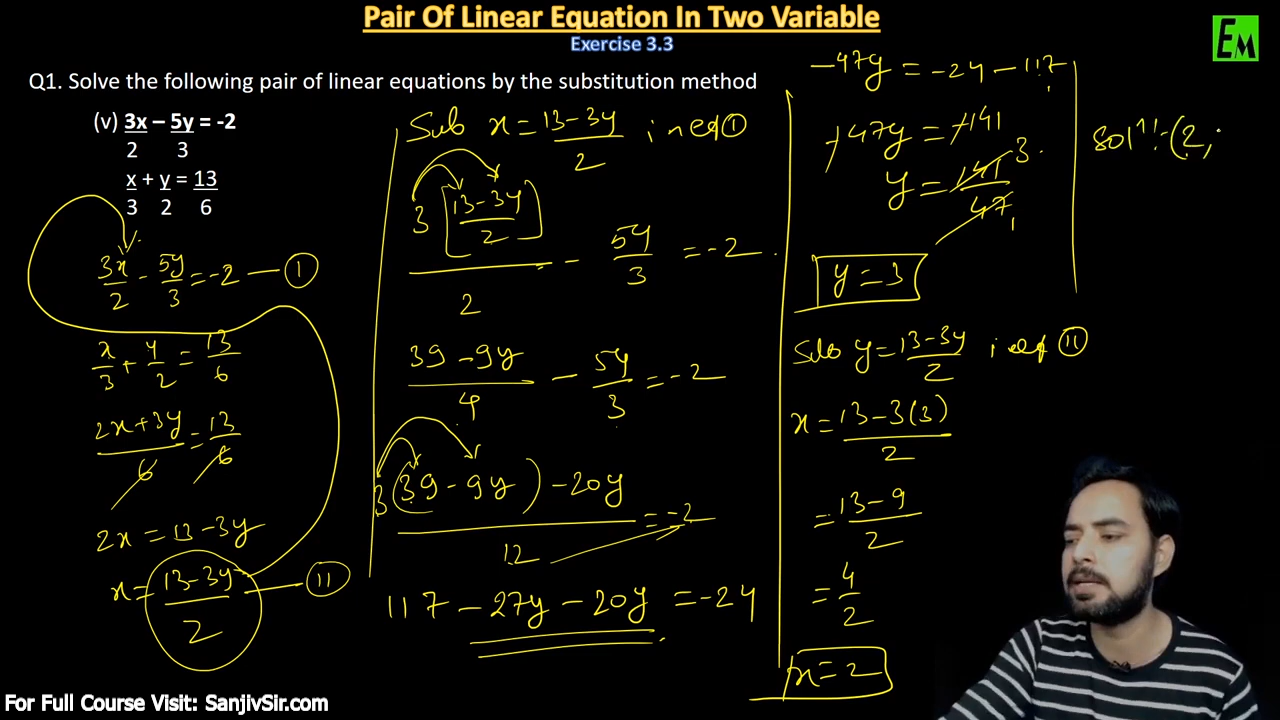 Pair Of Linear Equation In Two Variable
Exercise 3.3
EM
Q1. Solve the following pair of linear equations by the substitution method
(v) 3x/2 – 5y/3 = -2
x/3 + y/2 = 13/6
3x/2 - 5y/3 = -2 — I
x/3 + y/2 = 13/6
2x+3y/6 = 13/6
2x = 13-3y
x = 13-3y/2 — II
Sub x = 13-3y/2 in eq I
3[13-3y/2]/2 - 5y/3 = -2
39-9y/4 - 5y/3 = -2
3(39-9y)-20y/12 = -2
117 - 27y - 20y = -24
-47y = -24 - 117
-47y = -141
y = 141/47 3 1
y = 3
Sub y = 13-3y/2 in eq II
x = 13-3(3)/2
= 13-9/2
= 4/2
x = 2
Solⁿ:- (2,
For Full Course Visit: SanjivSir.com